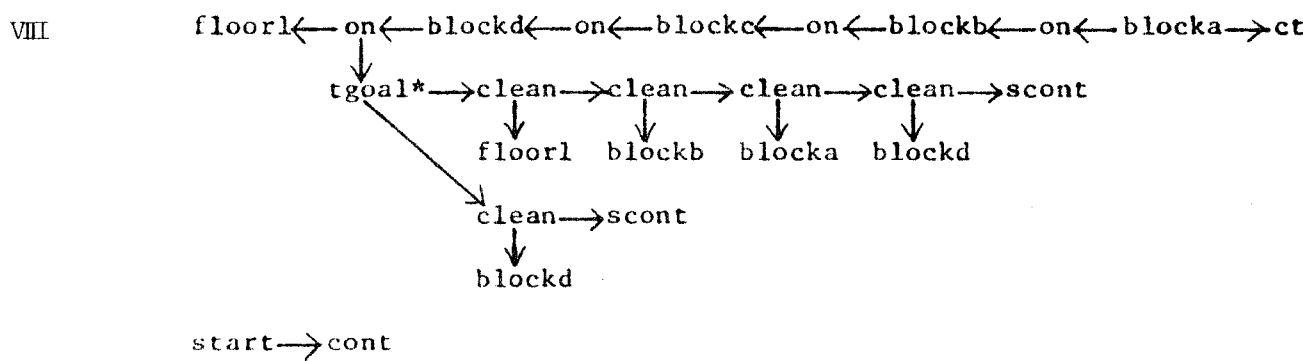 VIII floorl←on←blockd←on←blockc←on←blockb←on←blocka→ct
tgoal*→clean→clean→clean→clean→scont
floorl blockb blocka blockd
clean→scont
blockd
start→cont